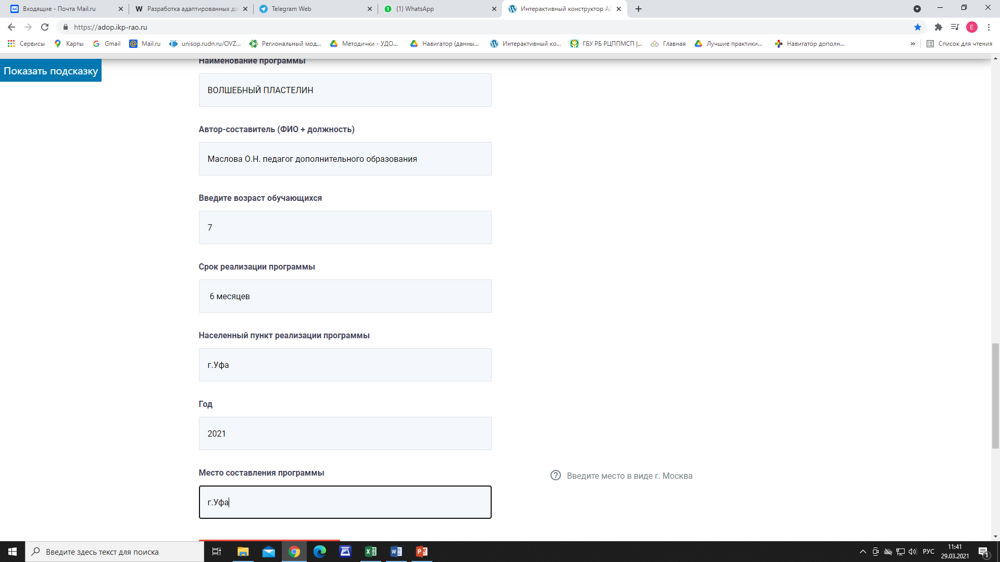 Входящие - Почта Mail.ru
Разработка адаптированных до
Telegram Web
(1) WhatsApp
Интерактивный конструктор АД
https://adop.ikp-rao.ru
E
Сервисы
Карты
Gmail
Mail.ru
unisop.rudn.ru/OVZ...
Региональный мод...
Методички - УДО...
Навигатор (данны...
Интерактивный ко...
ГБУ РБ РЦППМСП |...
Главная
Лучшие практики...
Навигатор дополн...
»
Список для чтения
Показать подсказку
Наименование программы
ВОЛШЕБНЫЙ ПЛАСТЕЛИН
Автор-составитель (ФИО + должность)
Маслова О.Н. педагог дополнительного образования
Введите возраст обучающихся
7
Срок реализации программы
6 месяцев
Населенный пункт реализации программы
г.Уфа
Год
2021
Место составления программы
Введите место в виде г. Москва
г.Уфа
Введите здесь текст для поиска
РУС
11:41
29.03.2021
1